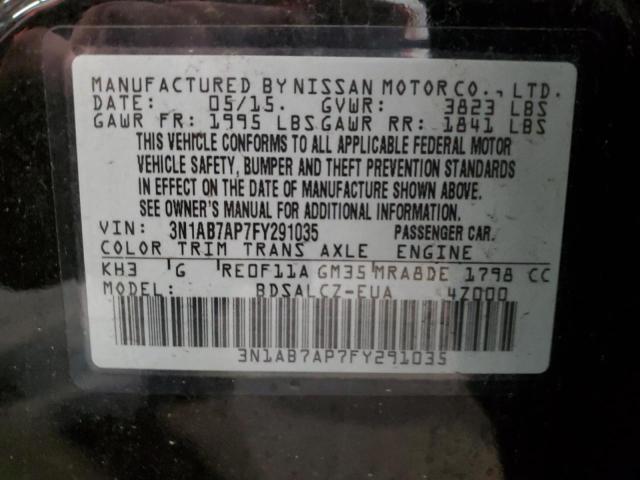 MANUFACTURED BY NISSAN MOTOR CO., LTD.
DATE: 05/15. GVWR: 3823 LBS
GAWR FR: 1995 LBS GAWR RR: 1841 LBS
THIS VEHICLE CONFORMS TO ALL APPLICABLE FEDERAL MOTOR
VEHICLE SAFETY, BUMPER AND THEFT PREVENTION STANDARDS
IN EFFECT ON THE DATE OF MANUFACTURE SHOWN ABOVE.
SEE OWNER'S MANUAL FOR ADDITIONAL INFORMATION.
VIN: 3N1AB7AP7FY291035 PASSENGER CAR.
COLOR TRIM TRANS AXLE ENGINE
KH3 G RE0F11A GM35 MRA8DE 1798 CC
MODEL: BDSALCZ-EUA 4Z000
3N1AB7AP7FY291035